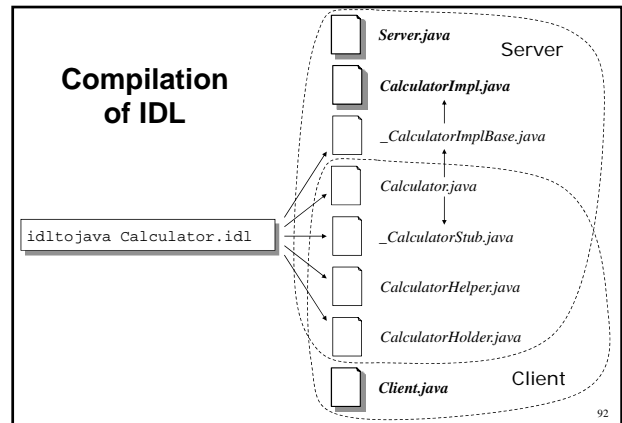 Compilation
of IDL
idltojava Calculator.idl
Server.java
Server
CalculatorImpl.java
_CalculatorImplBase.java
Calculator.java
_CalculatorStub.java
CalculatorHelper.java
CalculatorHolder.java
Client.java
Client
92